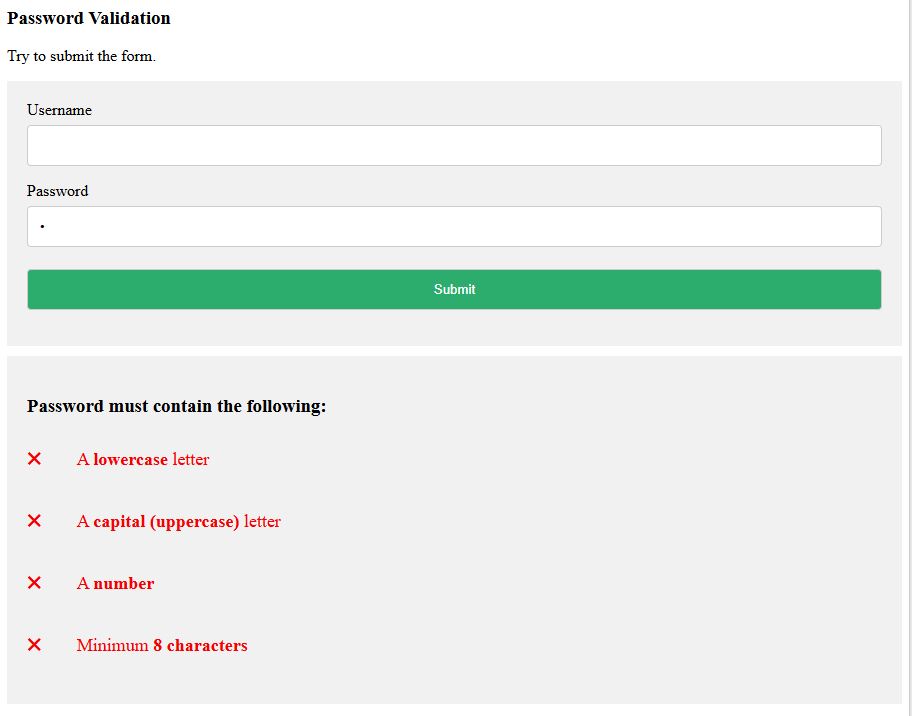 Password Validation
Try to submit the form.
Username
Password
•
Submit
Password must contain the following:
✕ A lowercase letter
✕ A capital (uppercase) letter
✕ A number
✕ Minimum 8 characters